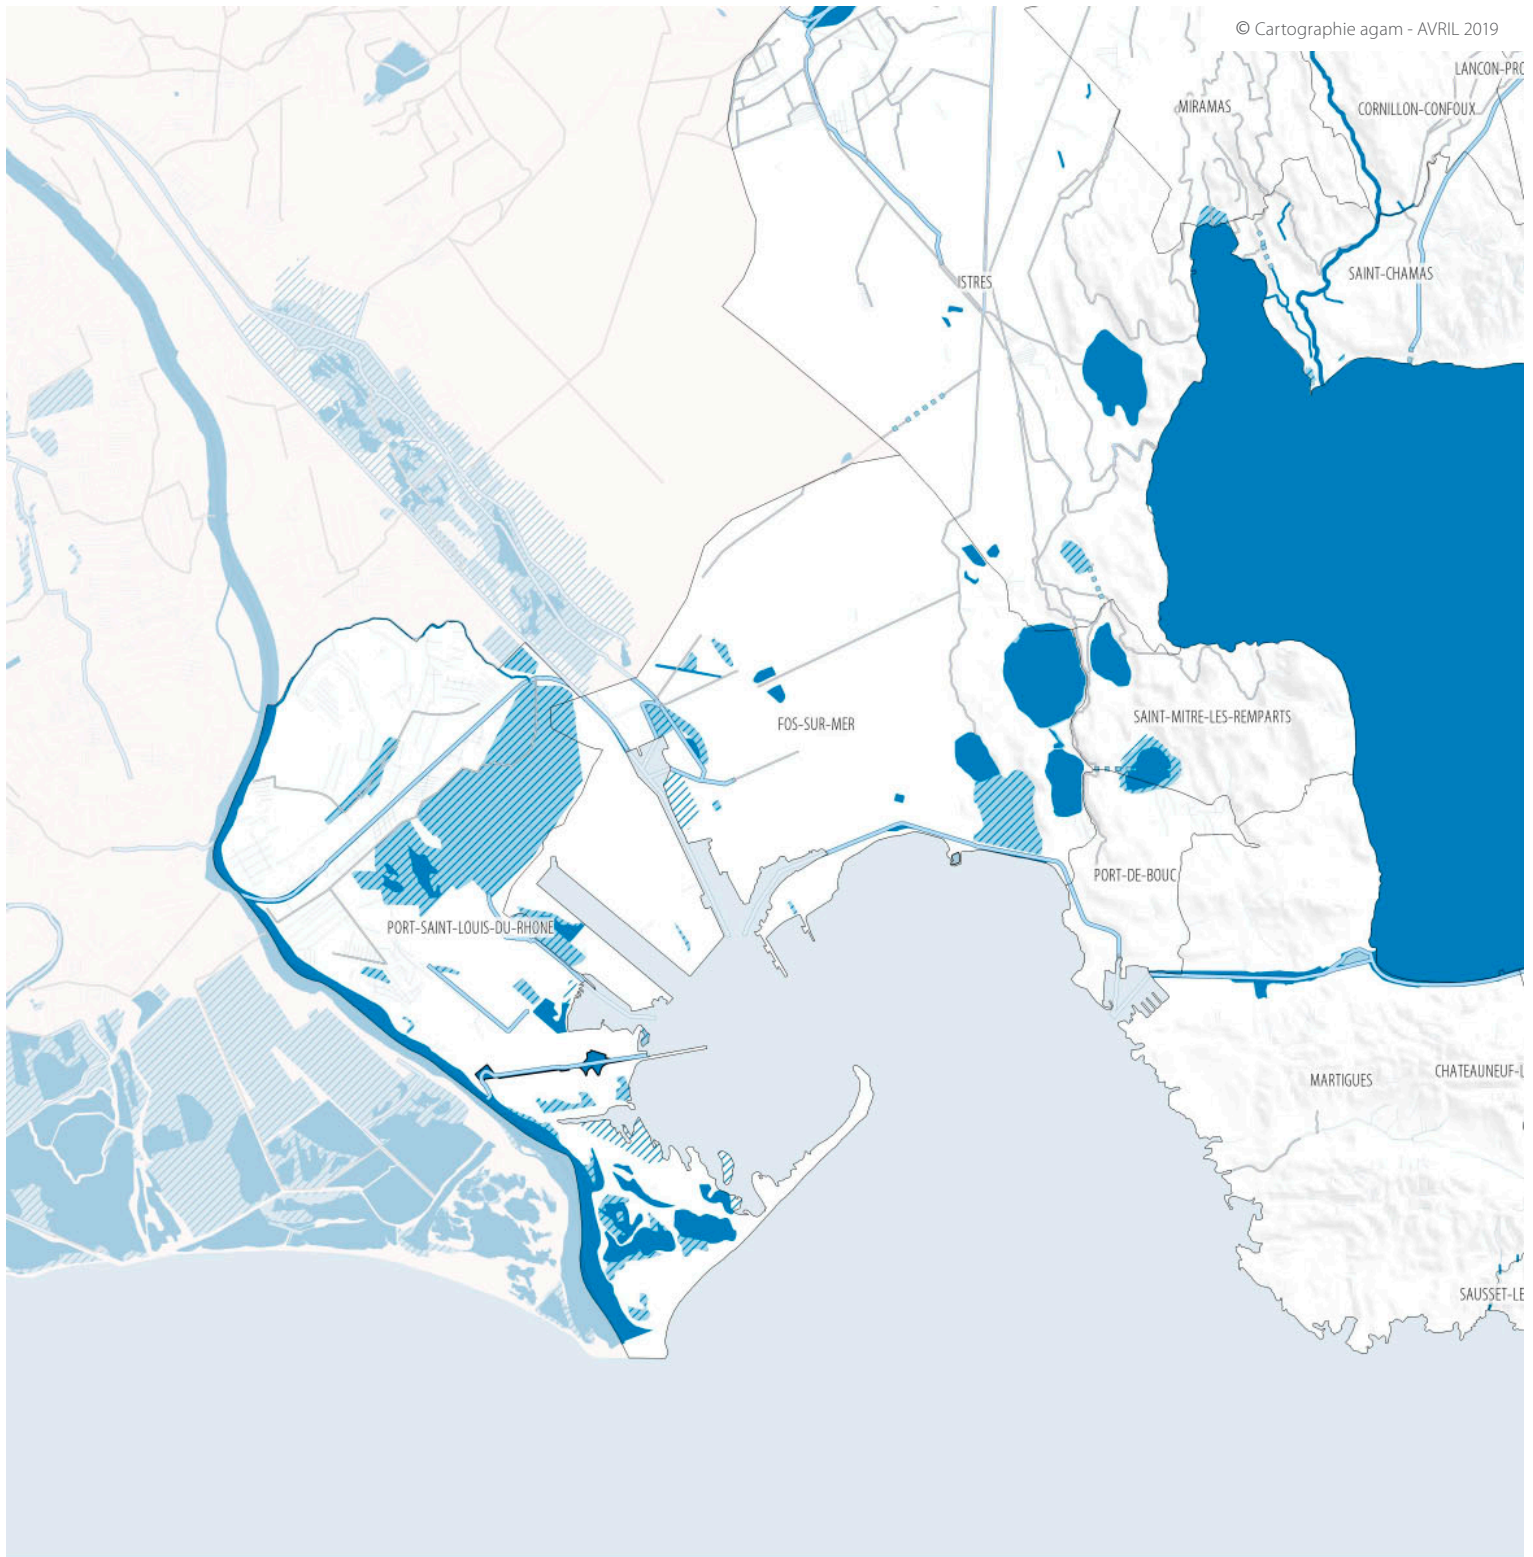 © Cartographie agam - AVRIL 2019
LANCON-PRO
MIRAMAS
CORNILLON-CONFOUX
SAINT-CHAMAS
ISTRES
SAINT-MITRE-LES-REMPARTS
FOS-SUR-MER
PORT-DE-BOUC
PORT-SAINT-LOUIS-DU-RHONE
CHATEAUNEUF-L
MARTIGUES
SAUSSET-LE